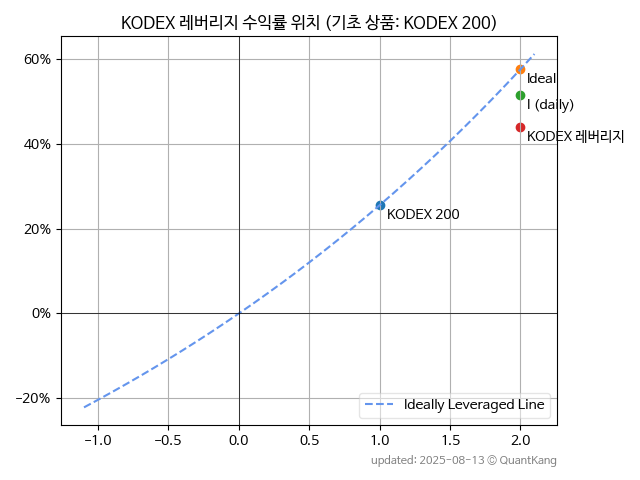 KODEX 레버리지 수익률 위치 (기초 상품: KODEX 200)
60%
40%
20%
0%
−20%
Ideal
I (daily)
KODEX 레버리지
KODEX 200
Ideally Leveraged Line
−1.0 −0.5 0.0 0.5 1.0 1.5 2.0
updated: 2025-08-13 © QuantKang